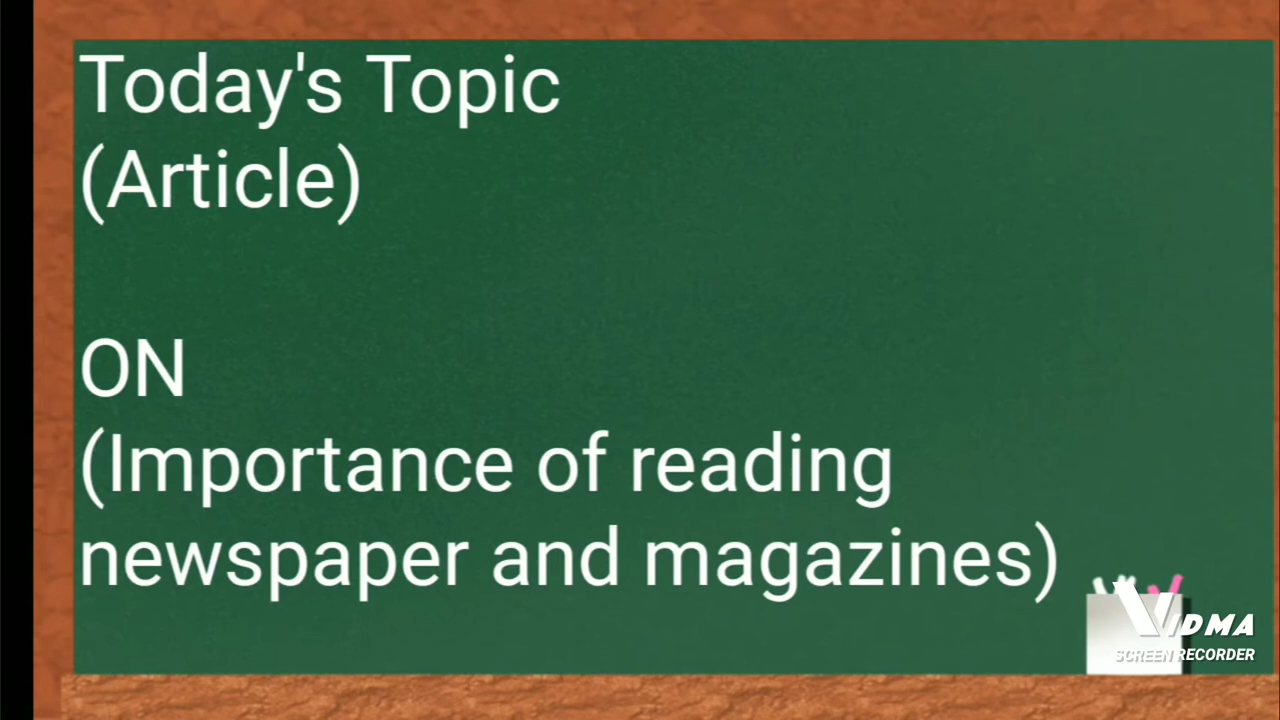 Today's Topic
(Article)
ON
(Importance of reading
newspaper and magazines)
VIDMA
SCREEN RECORDER